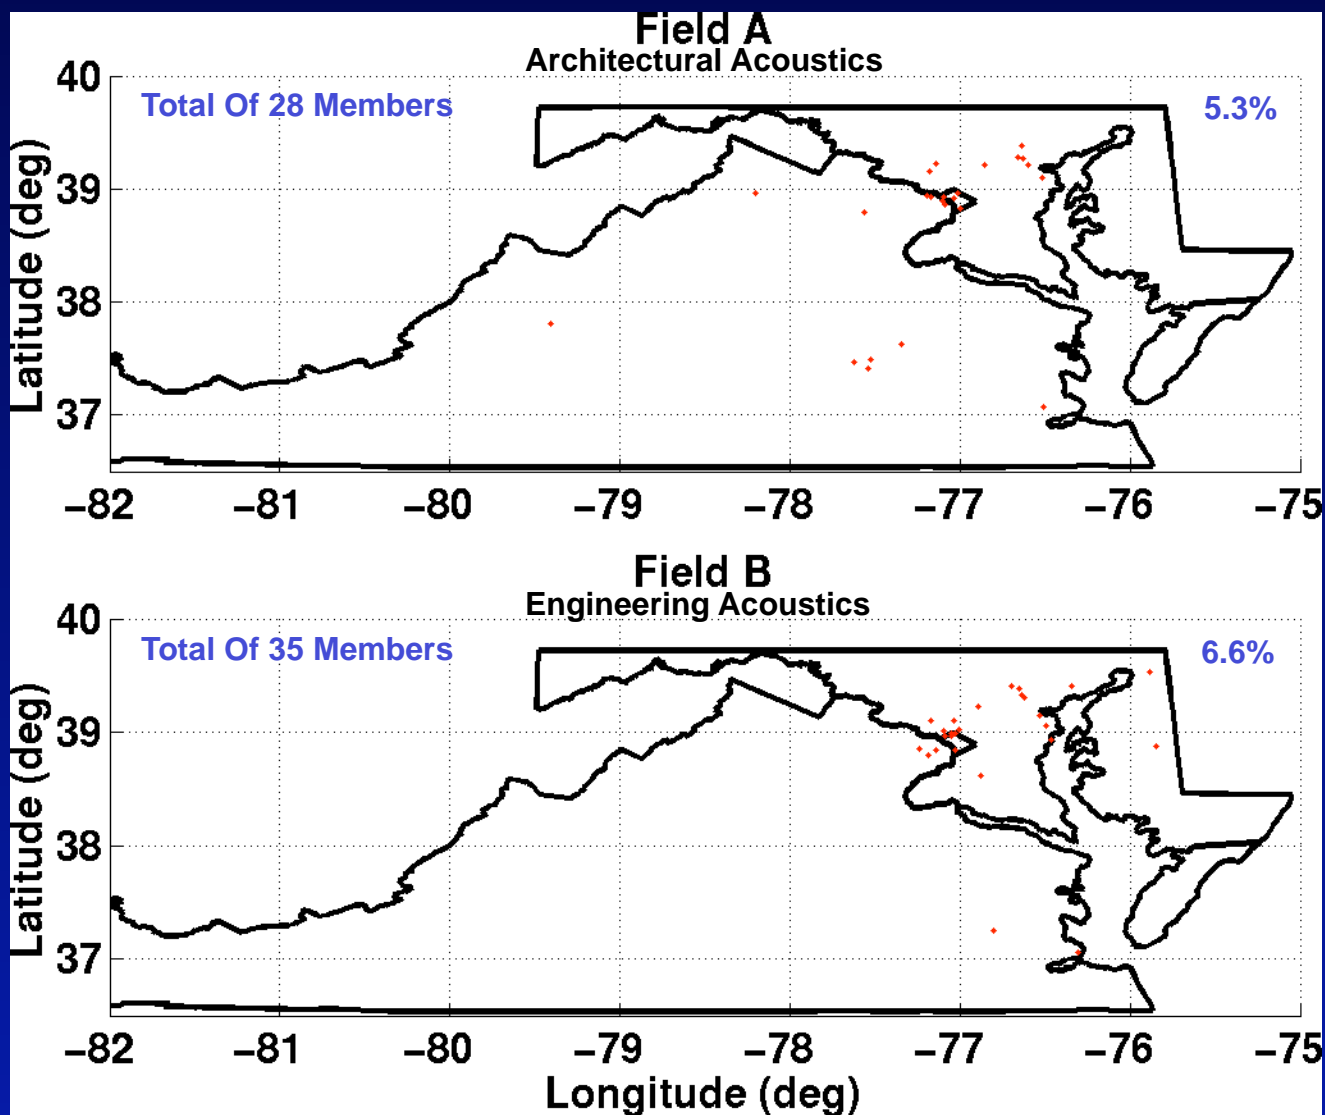 Field A
Architectural Acoustics
Total Of 28 Members
5.3%
Latitude (deg)
40
39
38
37
−82 −81 −80 −79 −78 −77 −76 −75
Field B
Engineering Acoustics
Total Of 35 Members
6.6%
Latitude (deg)
40
39
38
37
−82 −81 −80 −79 −78 −77 −76 −75
Longitude (deg)